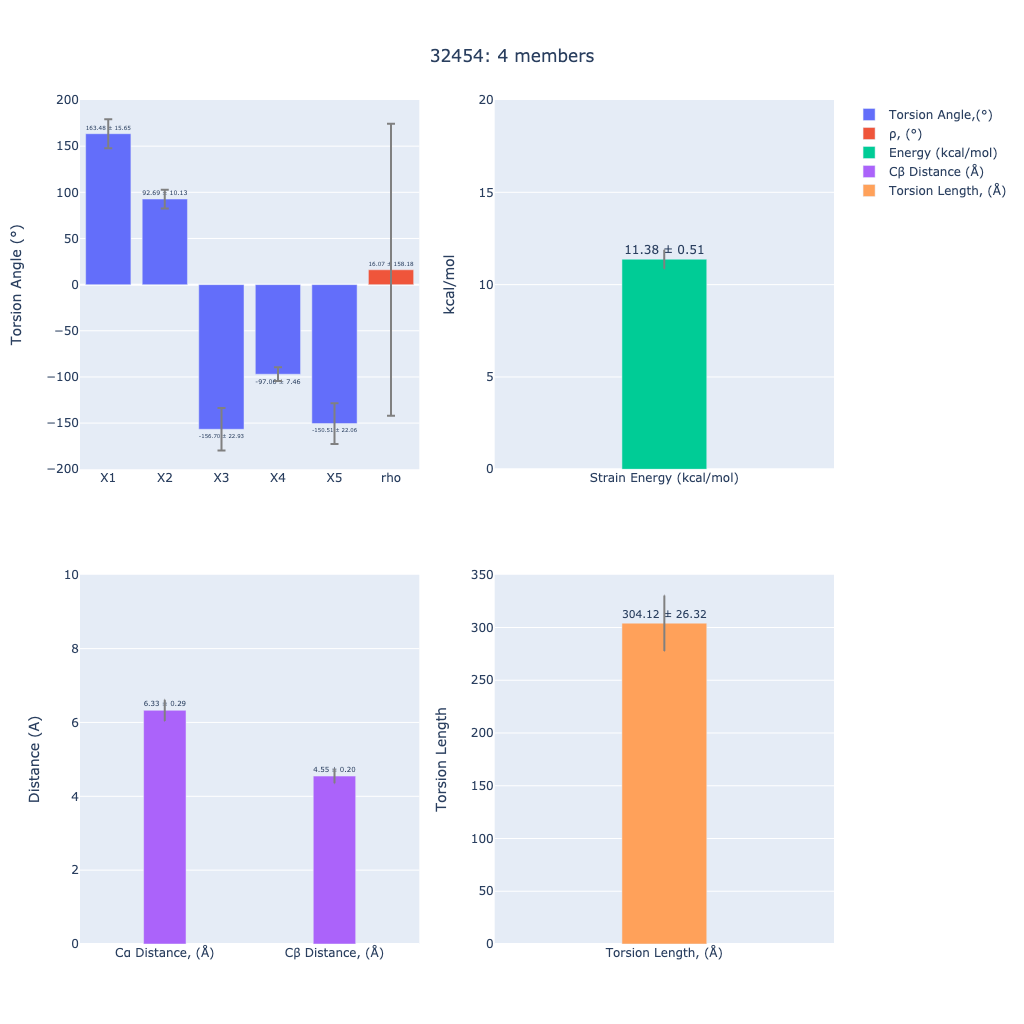 32454: 4 members
Torsion Angle (°)
200
150
100
50
0
−50
−100
−150
−200
163.48 ± 15.65
92.69 ± 10.13
-156.70 ± 22.93
-97.06 ± 7.46
-150.51 ± 22.06
16.07 ± 158.18
X1 X2 X3 X4 X5 rho
kcal/mol
20
15
10
5
0
11.38 ± 0.51
Strain Energy (kcal/mol)
Torsion Angle,(°)
ρ, (°)
Energy (kcal/mol)
Cβ Distance (Å)
Torsion Length, (Å)
Distance (A)
10
8
6
4
2
0
6.33 ± 0.29
4.55 ± 0.20
Cα Distance, (Å) Cβ Distance, (Å)
Torsion Length
350
300
250
200
150
100
50
0
304.12 ± 26.32
Torsion Length, (Å)